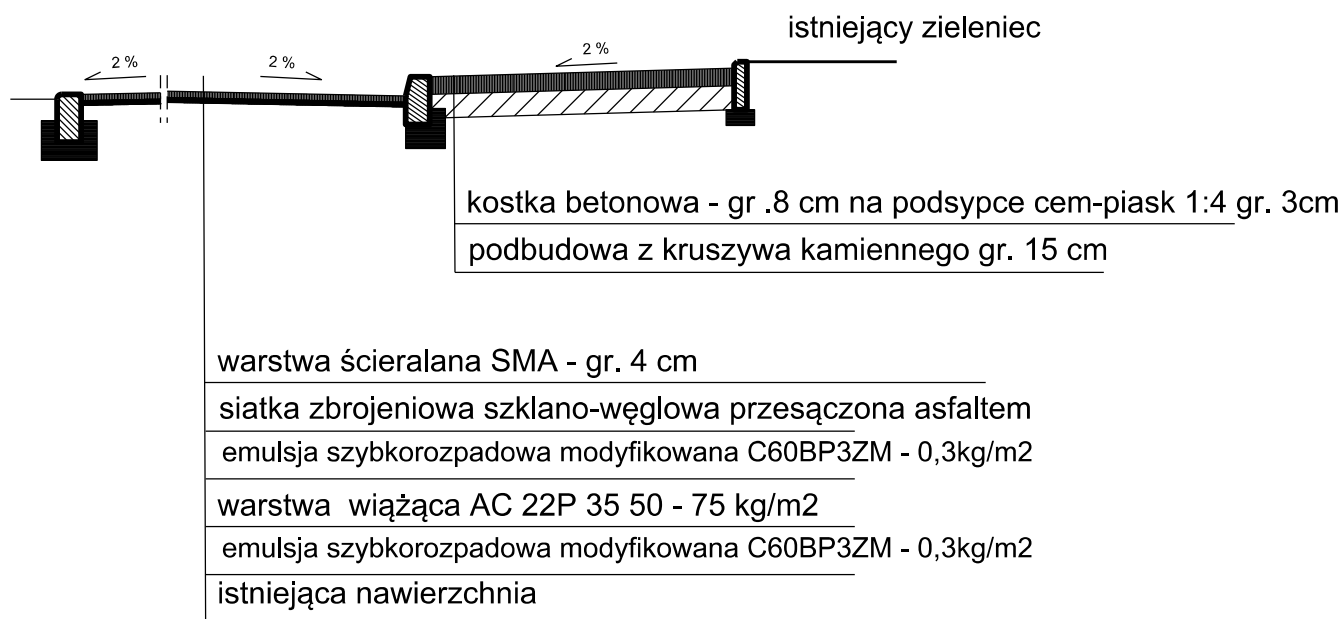 istniejący zieleniec
2 %
2 %
2 %
kostka betonowa - gr .8 cm na podsypce cem-piask 1:4 gr. 3cm
podbudowa z kruszywa kamiennego gr. 15 cm
warstwa ścieralana SMA - gr. 4 cm
siatka zbrojeniowa szklano-węglowa przesączona asfaltem
emulsja szybkorozpadowa modyfikowana C60BP3ZM - 0,3kg/m2
warstwa wiążąca AC 22P 35 50 - 75 kg/m2
emulsja szybkorozpadowa modyfikowana C60BP3ZM - 0,3kg/m2
istniejąca nawierzchnia